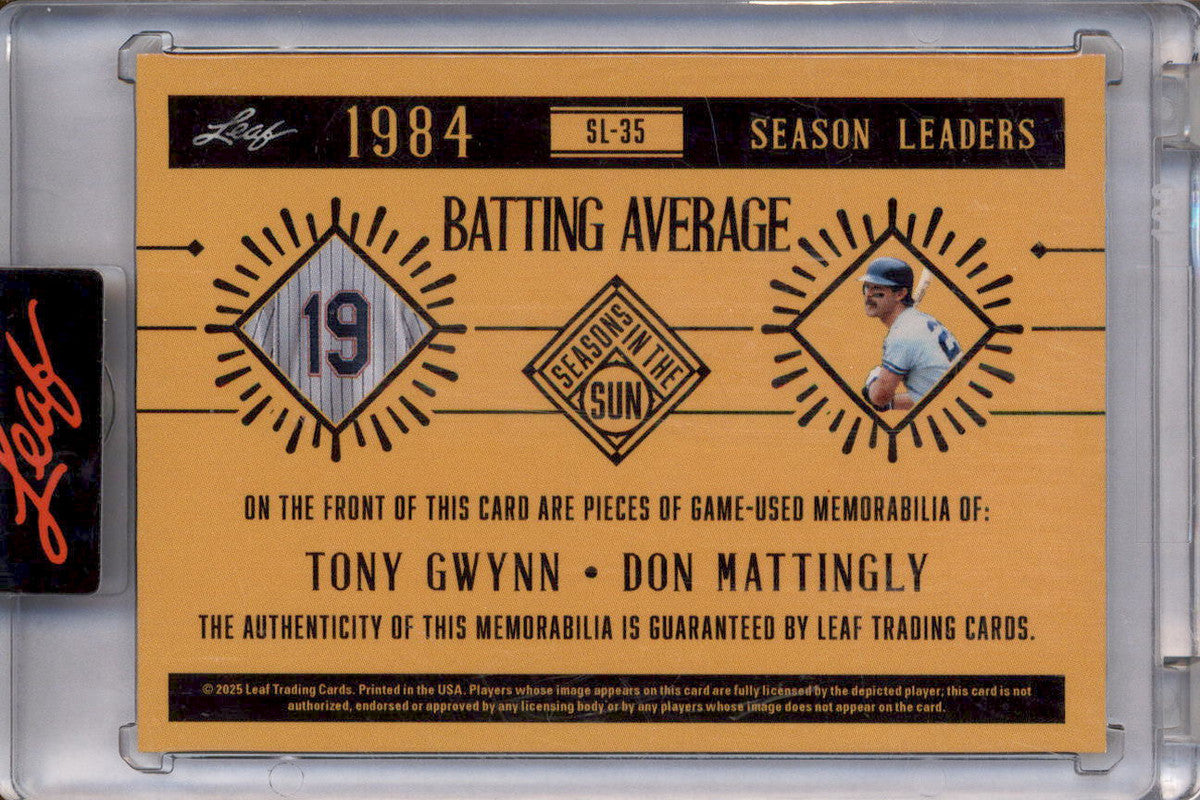 Leaf
1984
SL-35
SEASON LEADERS
BATTING AVERAGE
19
SEASONS IN THE
SUN
2
Leaf
ON THE FRONT OF THIS CARD ARE PIECES OF GAME-USED MEMORABILIA OF:
TONY GWYNN • DON MATTINGLY
THE AUTHENTICITY OF THIS MEMORABILIA IS GUARANTEED BY LEAF TRADING CARDS.
© 2025 Leaf Trading Cards. Printed in the USA. Players whose image appears on this card are fully licensed by the depicted player; this card is not
authorized, endorsed or approved by any licensing body or by any players whose image does not appear on the card.